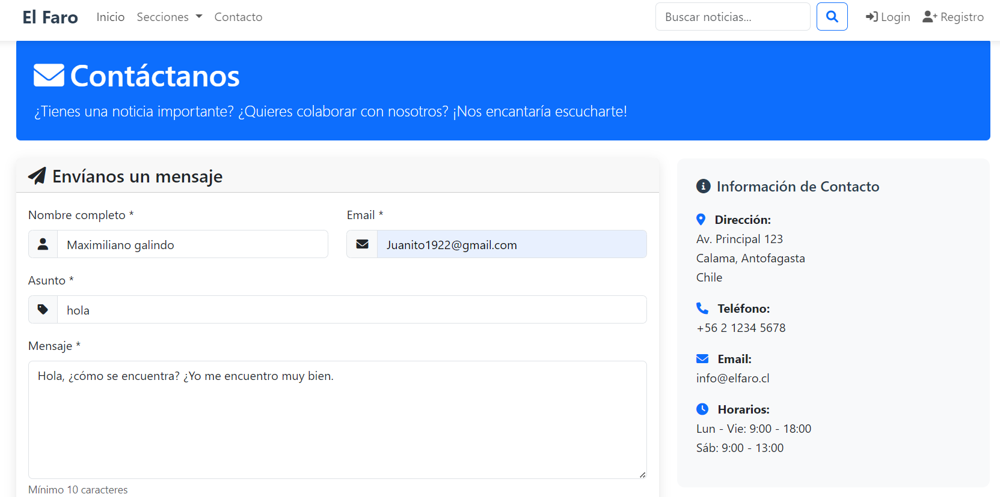 El Faro Inicio Secciones Contacto Buscar noticias... Login Registro
Contáctanos
¿Tienes una noticia importante? ¿Quieres colaborar con nosotros? ¡Nos encantaría escucharte!
Envíanos un mensaje
Nombre completo * Email *
Maximiliano galindo Juanito1922@gmail.com
Asunto *
hola
Mensaje *
Hola, ¿cómo se encuentra? ¿Yo me encuentro muy bien.
Mínimo 10 caracteres
Información de Contacto
Dirección:
Av. Principal 123
Calama, Antofagasta
Chile
Teléfono:
+56 2 1234 5678
Email:
info@elfaro.cl
Horarios:
Lun - Vie: 9:00 - 18:00
Sáb: 9:00 - 13:00